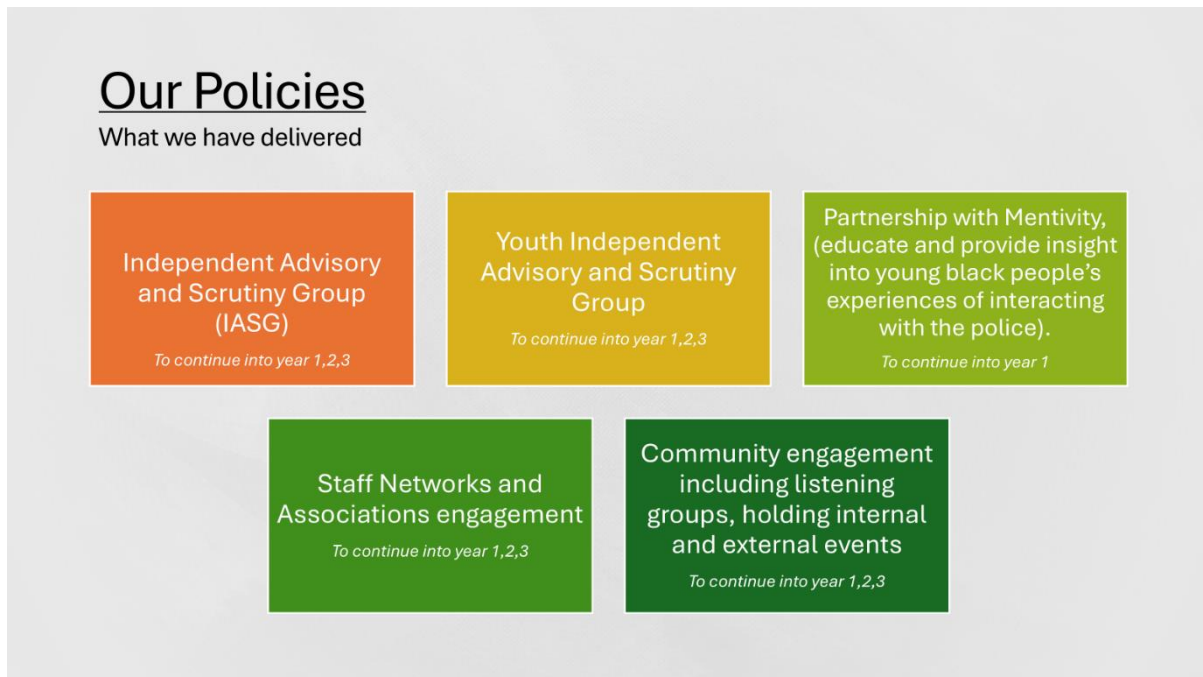 Our Policies
What we have delivered
Independent Advisory
and Scrutiny Group
(IASG)
To continue into year 1,2,3
Youth Independent
Advisory and Scrutiny
Group
To continue into year 1,2,3
Partnership with Mentivity,
(educate and provide insight
into young black people’s
experiences of interacting
with the police).
To continue into year 1
Staff Networks and
Associations engagement
To continue into year 1,2,3
Community engagement
including listening
groups, holding internal
and external events
To continue into year 1,2,3